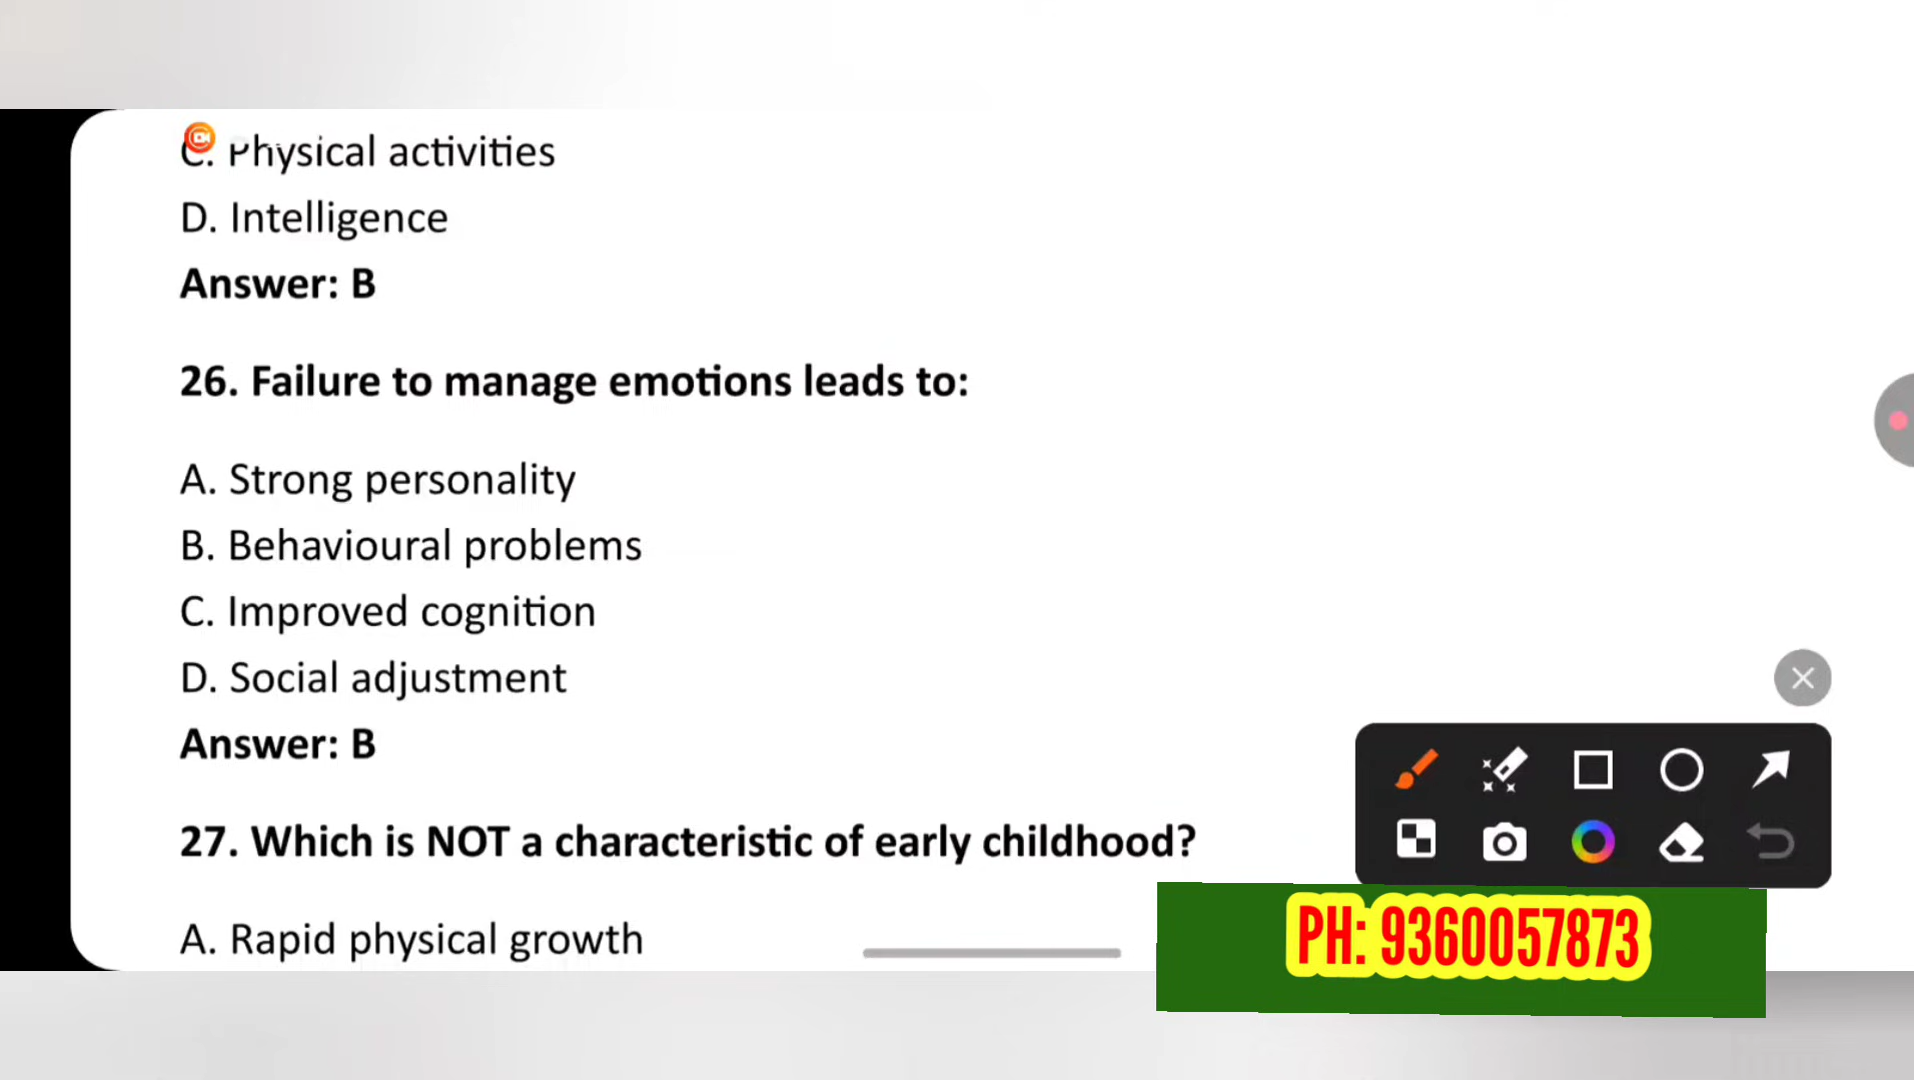 C. Physical activities
D. Intelligence
Answer: B
26. Failure to manage emotions leads to:
A. Strong personality
B. Behavioural problems
C. Improved cognition
D. Social adjustment
Answer: B
27. Which is NOT a characteristic of early childhood?
A. Rapid physical growth
PH: 9360057873